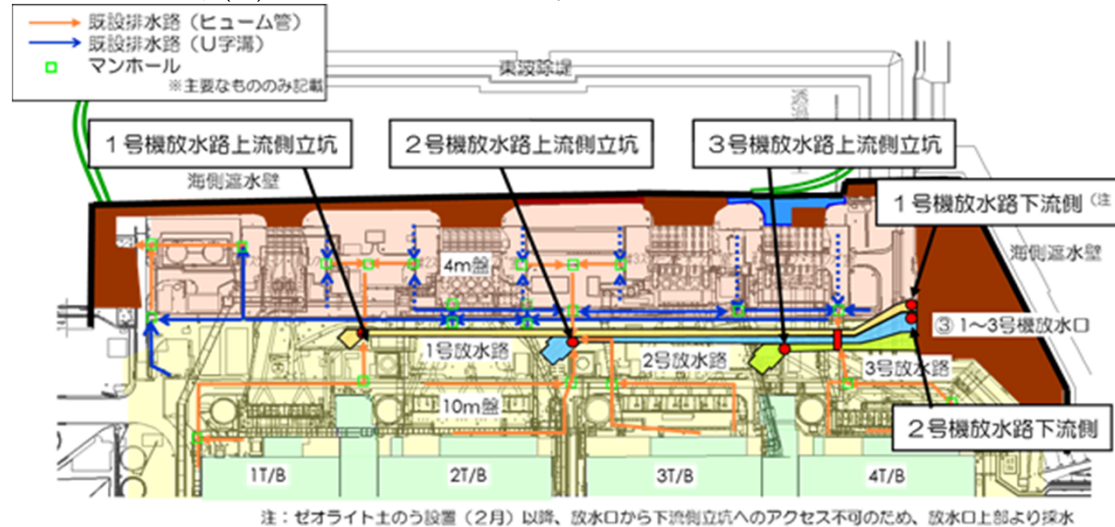 既設排水路（ヒューム管）
既設排水路（U字溝）
マンホール
※主要なもののみ記載
東波除堤
1号機放水路上流側立坑
2号機放水路上流側立坑
3号機放水路上流側立坑
海側遮水壁
1号機放水路下流側（注
海側遮水壁
4m盤
③1～3号機放水口
1号放水路
2号放水路
3号放水路
10m盤
2号機放水路下流側
1T/B
2T/B
3T/B
4T/B
注：ゼオライト土のう設置（2月）以降、放水口から下流側立坑へのアクセス不可のため、放水口上部より採水